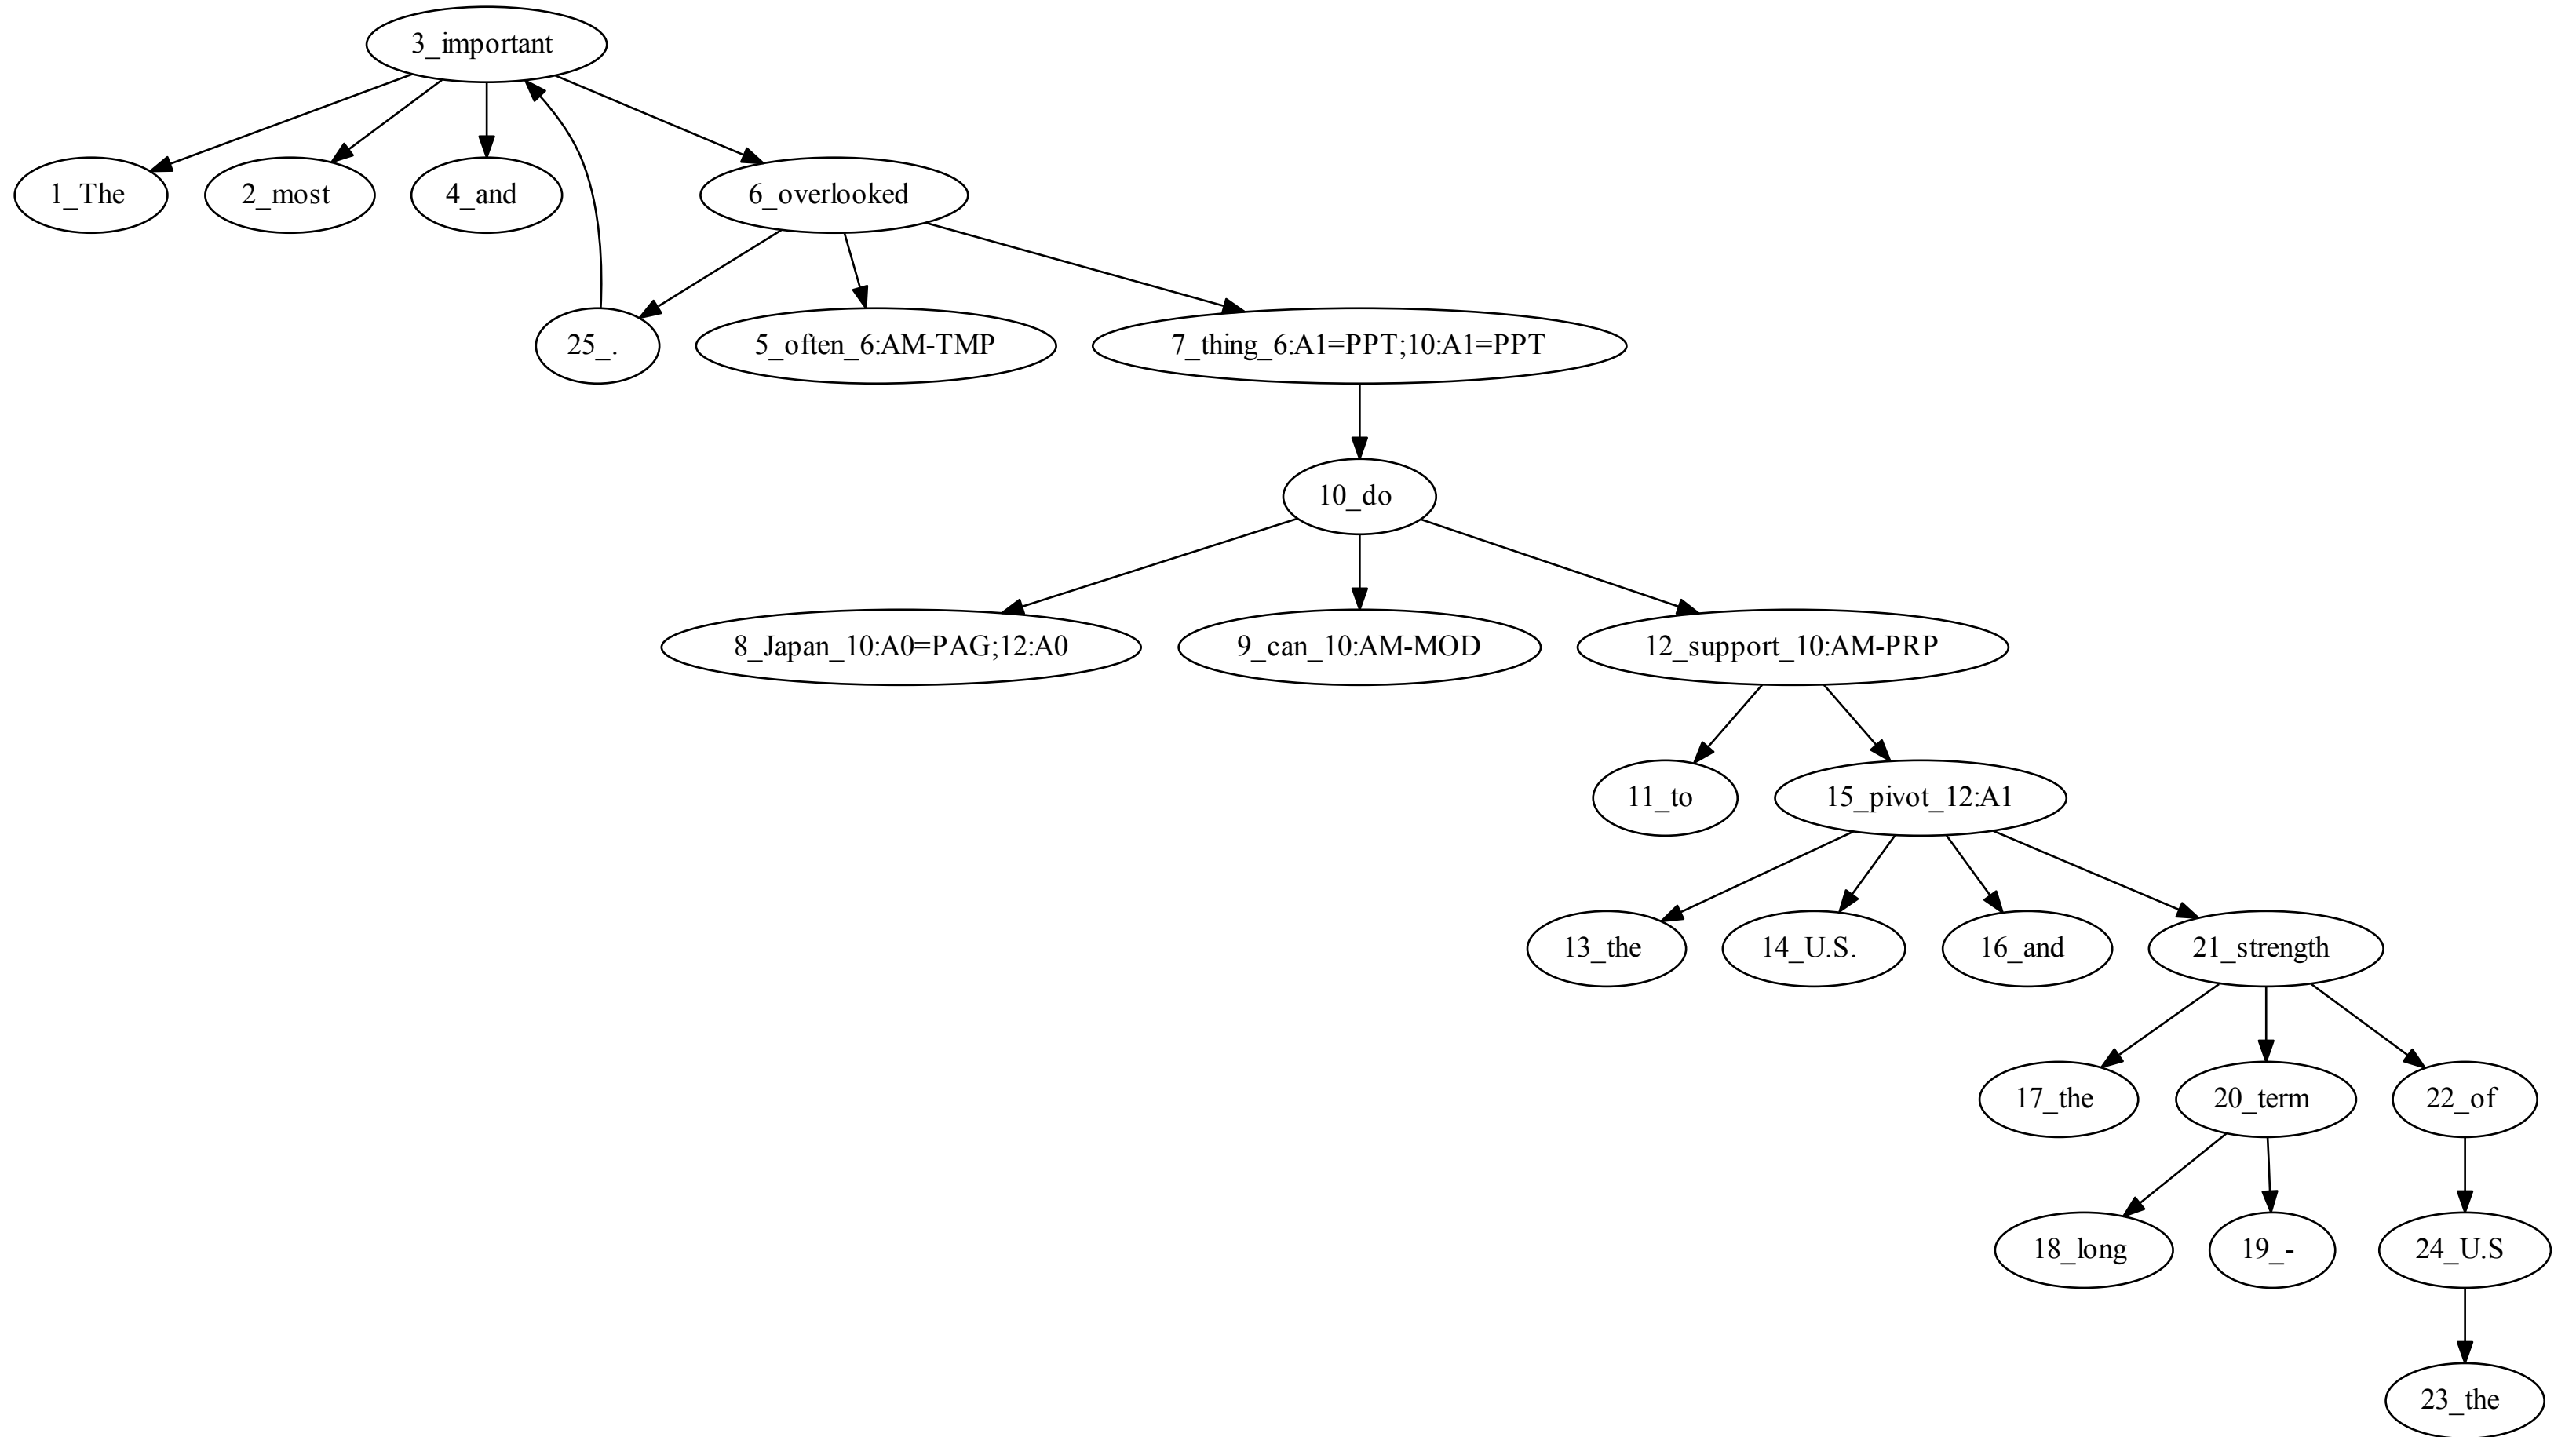 3_important
1_The
2_most
4_and
6_overlooked
25_.
5_often_6:AM-TMP
7_thing_6:A1=PPT;10:A1=PPT
10_do
8_Japan_10:A0=PAG;12:A0
9_can_10:AM-MOD
12_support_10:AM-PRP
11_to
15_pivot_12:A1
13_the
14_U.S.
16_and
21_strength
17_the
20_term
22_of
18_long
19_-
24_U.S
23_the